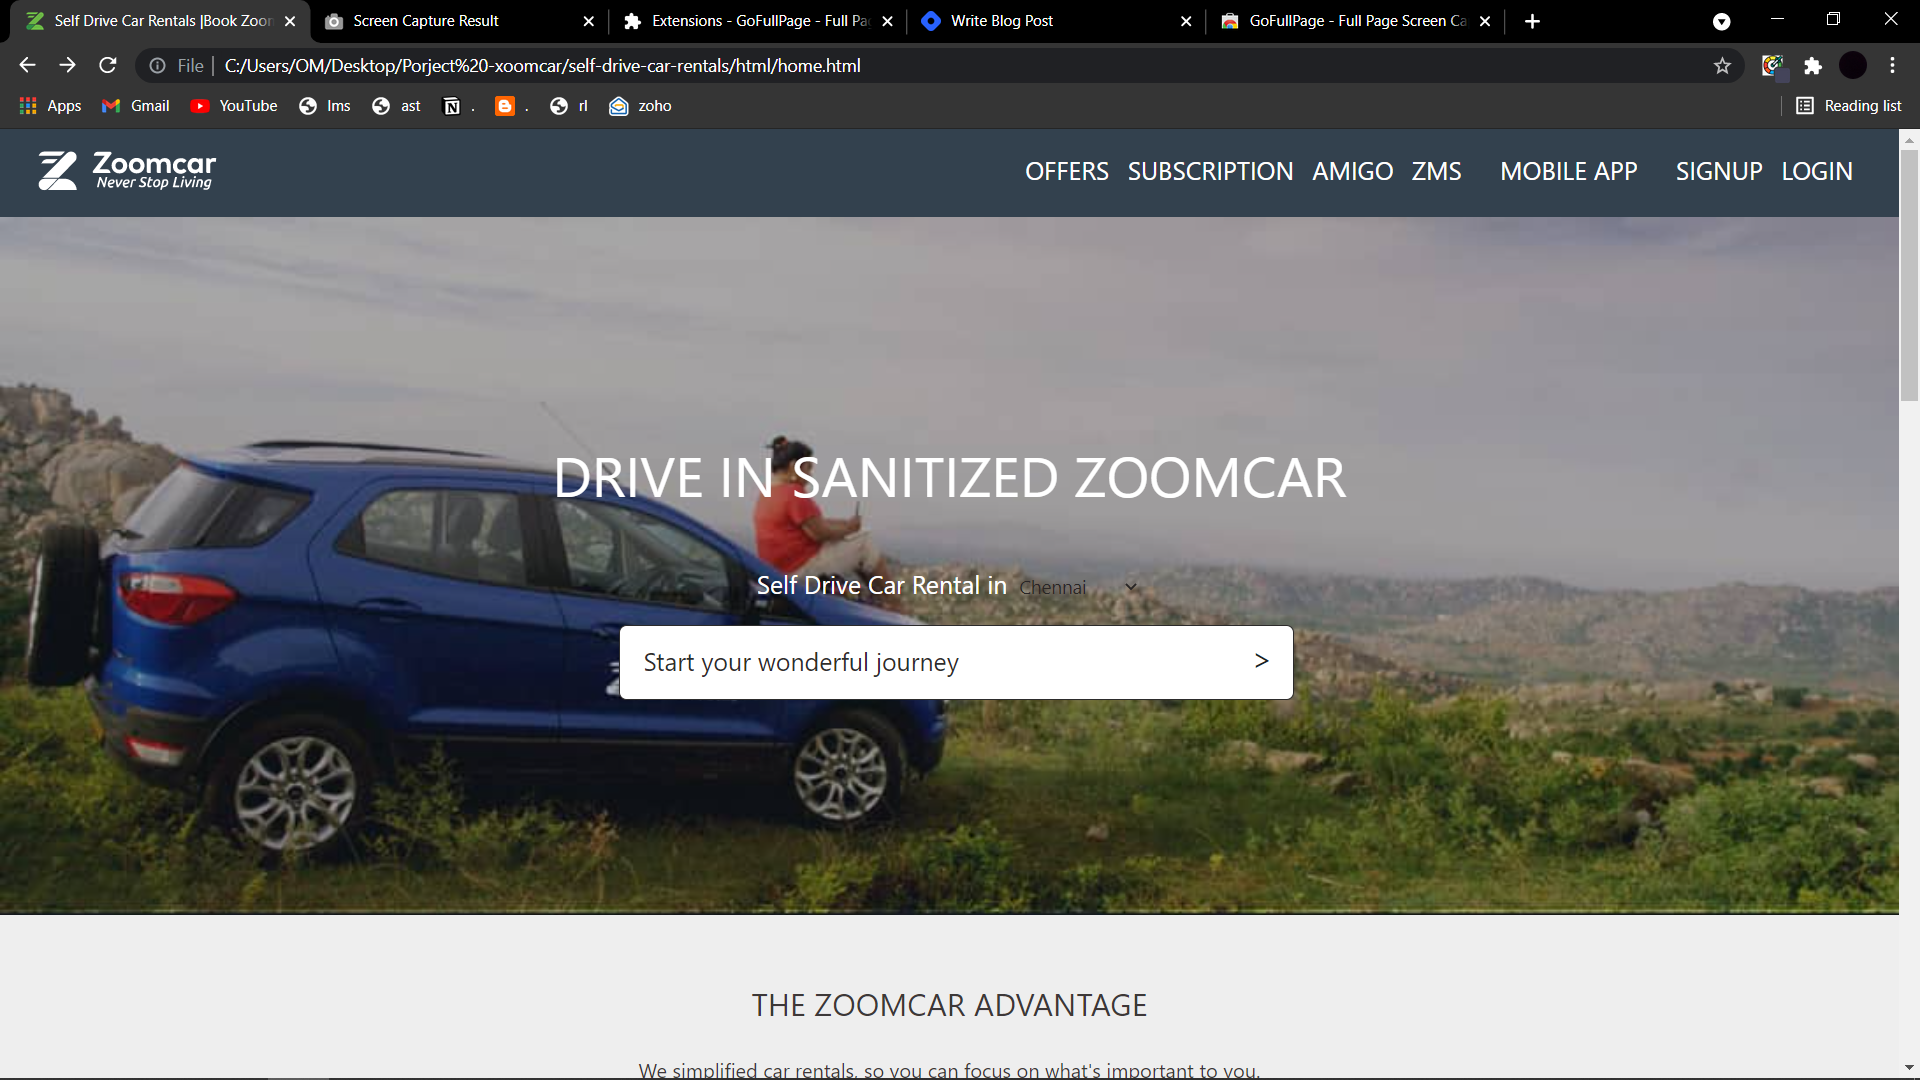 Self Drive Car Rentals |Book Zoom
Screen Capture Result
Extensions - GoFullPage - Full Pag
Write Blog Post
GoFullPage - Full Page Screen Ca
File
C:/Users/OM/Desktop/Porject%20-xoomcar/self-drive-car-rentals/html/home.html
Apps Gmail YouTube lms ast . . rl zoho Reading list
Zoomcar
Never Stop Living
OFFERS SUBSCRIPTION AMIGO ZMS MOBILE APP SIGNUP LOGIN
DRIVE IN SANITIZED ZOOMCAR
Self Drive Car Rental in Chennai
Start your wonderful journey >
THE ZOOMCAR ADVANTAGE
We simplified car rentals, so you can focus on what's important to you.